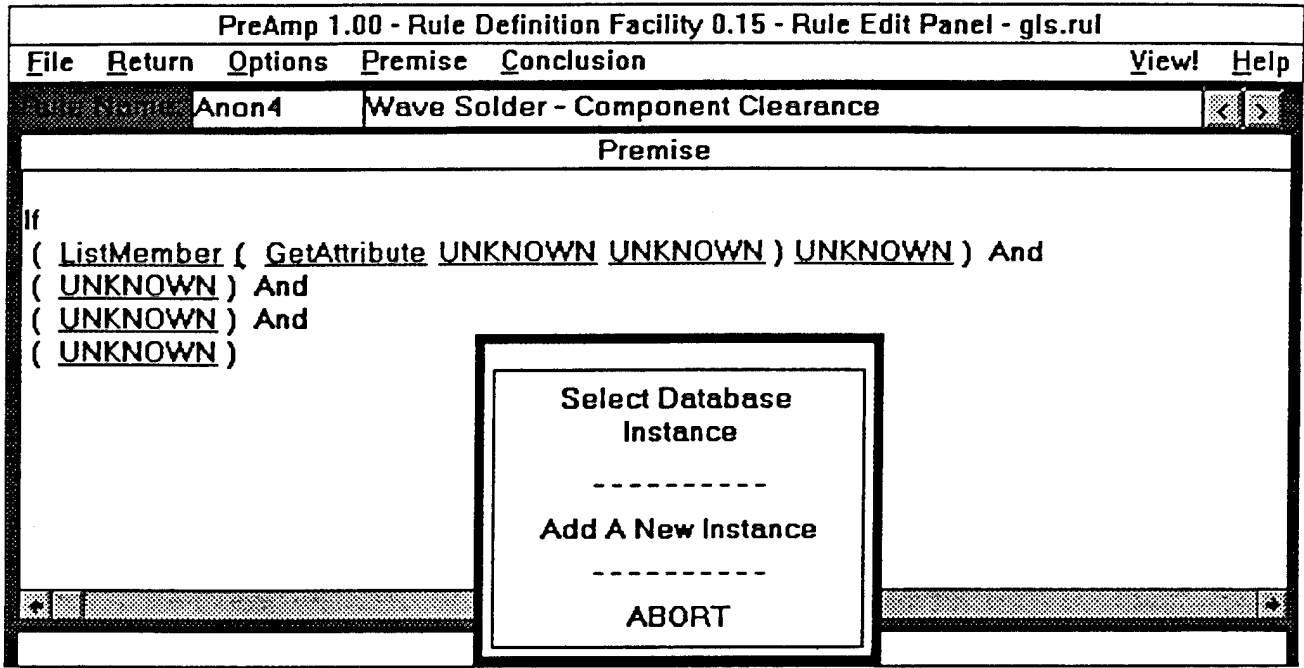 PreAmp 1.00 - Rule Definition Facility 0.15 - Rule Edit Panel - gls.rul
File Return Options Premise Conclusion View! Help
Rule Name: Anon4 Wave Solder - Component Clearance < >
Premise
If
( ListMember ( GetAttribute UNKNOWN UNKNOWN ) UNKNOWN ) And
( UNKNOWN ) And
( UNKNOWN ) And
( UNKNOWN )
Select Database
Instance
- - - - - - - - - -
Add A New Instance
- - - - - - - - - -
ABORT